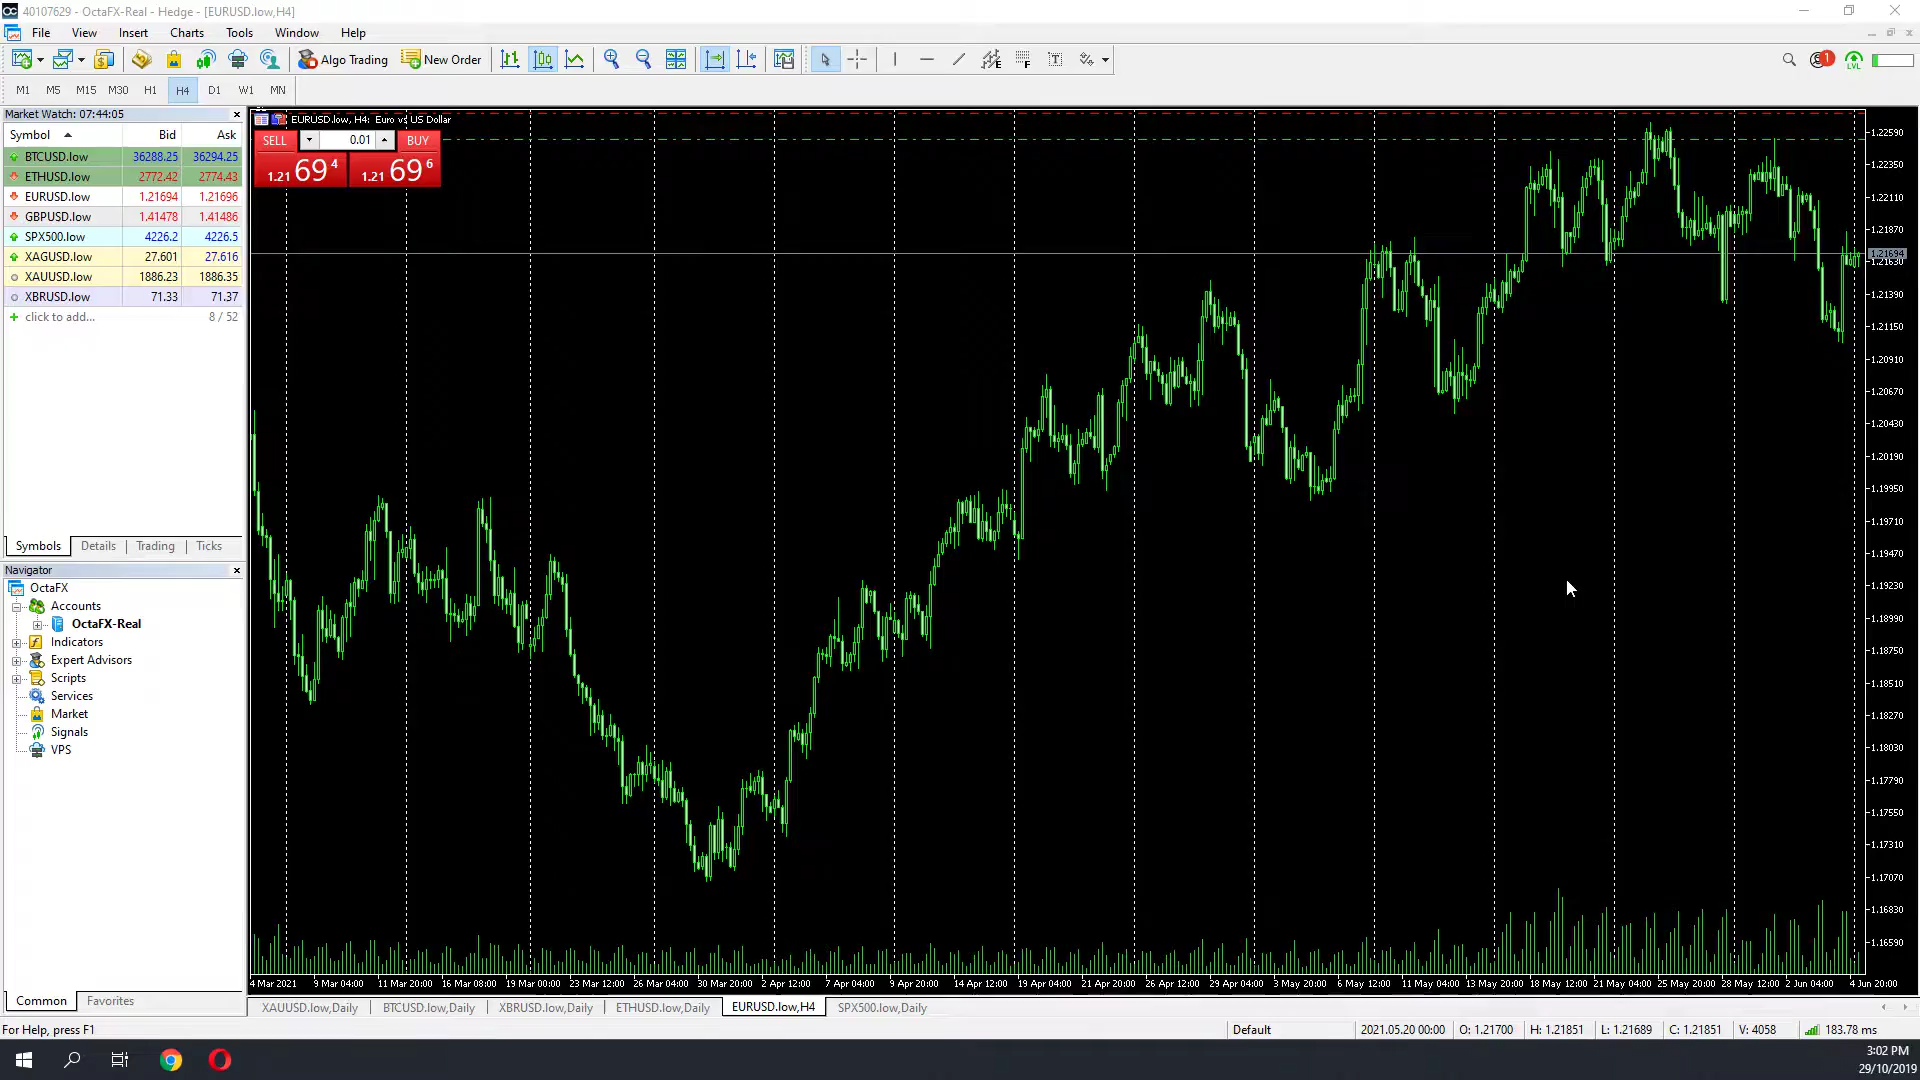 40107629 - OctaFX-Real - Hedge - [EURUSD.low,H4]
File View Insert Charts Tools Window Help
Algo Trading New Order
1
LVL
M1 M5 M15 M30 H1 H4 D1 W1 MN
Market Watch: 07:44:05
Symbol Bid Ask
BTCUSD.low 36288.25 36294.25
ETHUSD.low 2772.42 2774.43
EURUSD.low 1.21694 1.21696
GBPUSD.low 1.41478 1.41486
SPX500.low 4226.2 4226.5
XAGUSD.low 27.601 27.616
XAUUSD.low 1886.23 1886.35
XBRUSD.low 71.33 71.37
click to add... 8 / 52
Symbols Details Trading Ticks
Navigator
OctaFX
Accounts
OctaFX-Real
Indicators
Expert Advisors
Scripts
Services
Market
Signals
VPS
Common Favorites
EURUSD.low, H4: Euro vs US Dollar
SELL 0.01 BUY
1.21 69 4 1.21 69 6
1.22590
1.22350
1.22110
1.21870
1.21694
1.21630
1.21390
1.21150
1.20910
1.20670
1.20430
1.20190
1.19950
1.19710
1.19470
1.19230
1.18990
1.18750
1.18510
1.18270
1.18030
1.17790
1.17550
1.17310
1.17070
1.16830
1.16590
4 Mar 2021 9 Mar 04:00 11 Mar 20:00 16 Mar 08:00 19 Mar 00:00 23 Mar 12:00 26 Mar 04:00 30 Mar 20:00 2 Apr 12:00 7 Apr 04:00 9 Apr 20:00 14 Apr 12:00 19 Apr 04:00 21 Apr 20:00 26 Apr 12:00 29 Apr 04:00 3 May 20:00 6 May 12:00 11 May 04:00 13 May 20:00 18 May 12:00 21 May 04:00 25 May 20:00 28 May 12:00 2 Jun 04:00 4 Jun 20:00
XAUUSD.low,Daily BTCUSD.low,Daily XBRUSD.low,Daily ETHUSD.low,Daily EURUSD.low,H4 SPX500.low,Daily
For Help, press F1 Default 2021.05.20 00:00 O: 1.21700 H: 1.21851 L: 1.21689 C: 1.21851 V: 4058 183.78 ms
3:02 PM
29/10/2019